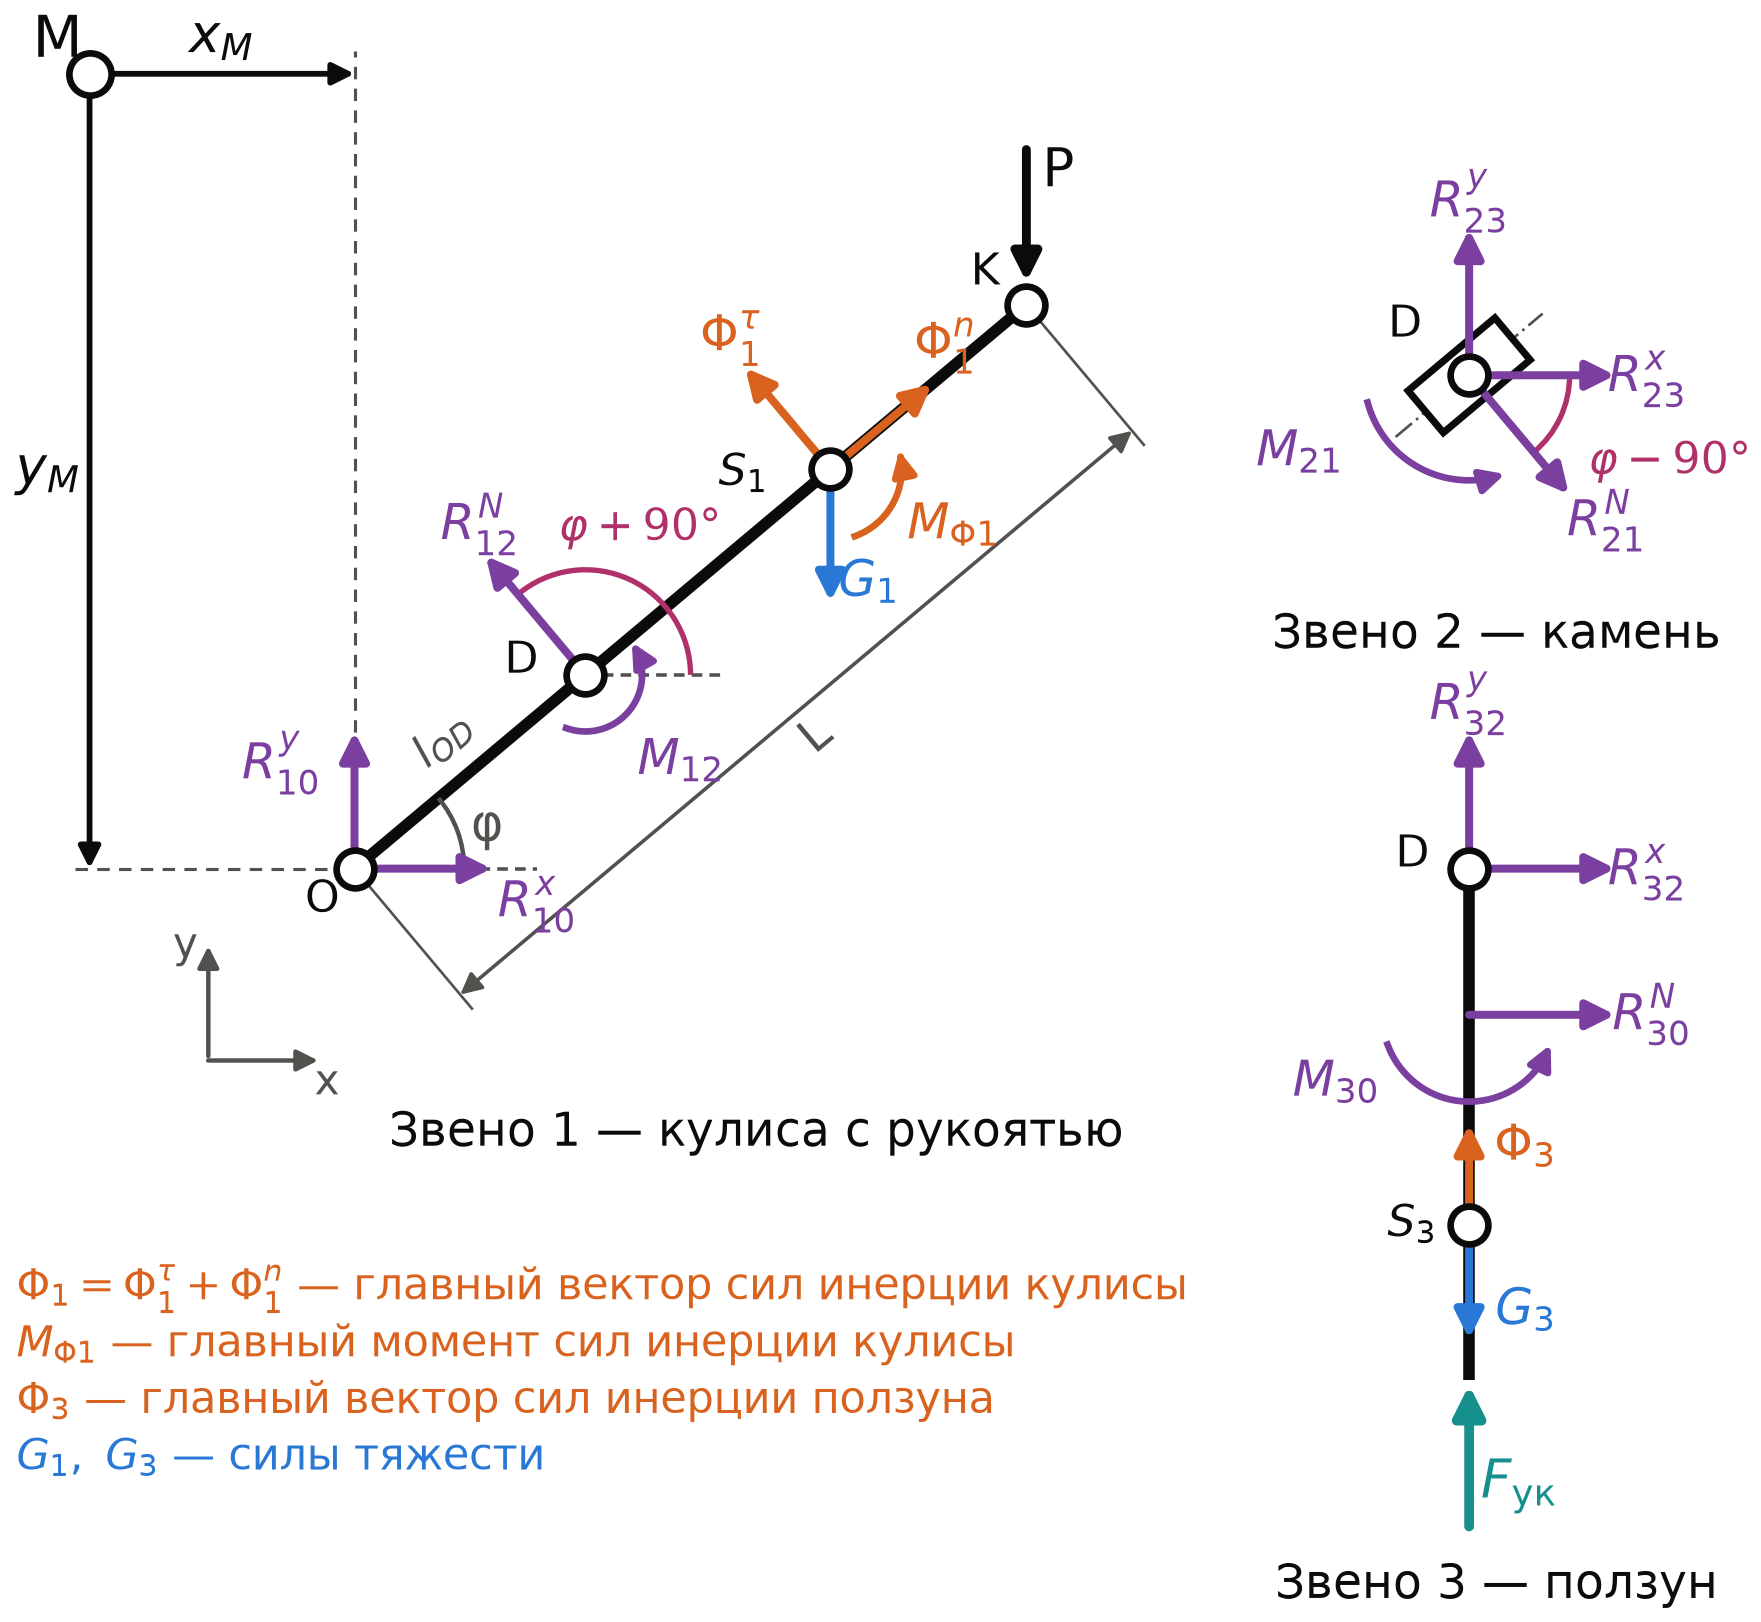 M
x_M
y_M
P
K
Φ₁^τ
Φ₁^n
S₁
M_Ф1
G₁
R₁₂^N
φ + 90°
D
M₁₂
l_OD
L
R₁₀^y
φ
O
R₁₀^x
y
x
Звено 1 — кулиса с рукоятью
R₂₃^y
D
R₂₃^x
M₂₁
φ − 90°
R₂₁^N
Звено 2 — камень
R₃₂^y
D
R₃₂^x
R₃₀^N
M₃₀
Φ₃
S₃
G₃
F_ук
Звено 3 — ползун
Φ₁ = Φ₁^τ + Φ₁^n — главный вектор сил инерции кулисы
M_Ф1 — главный момент сил инерции кулисы
Φ₃ — главный вектор сил инерции ползуна
G₁, G₃ — силы тяжести